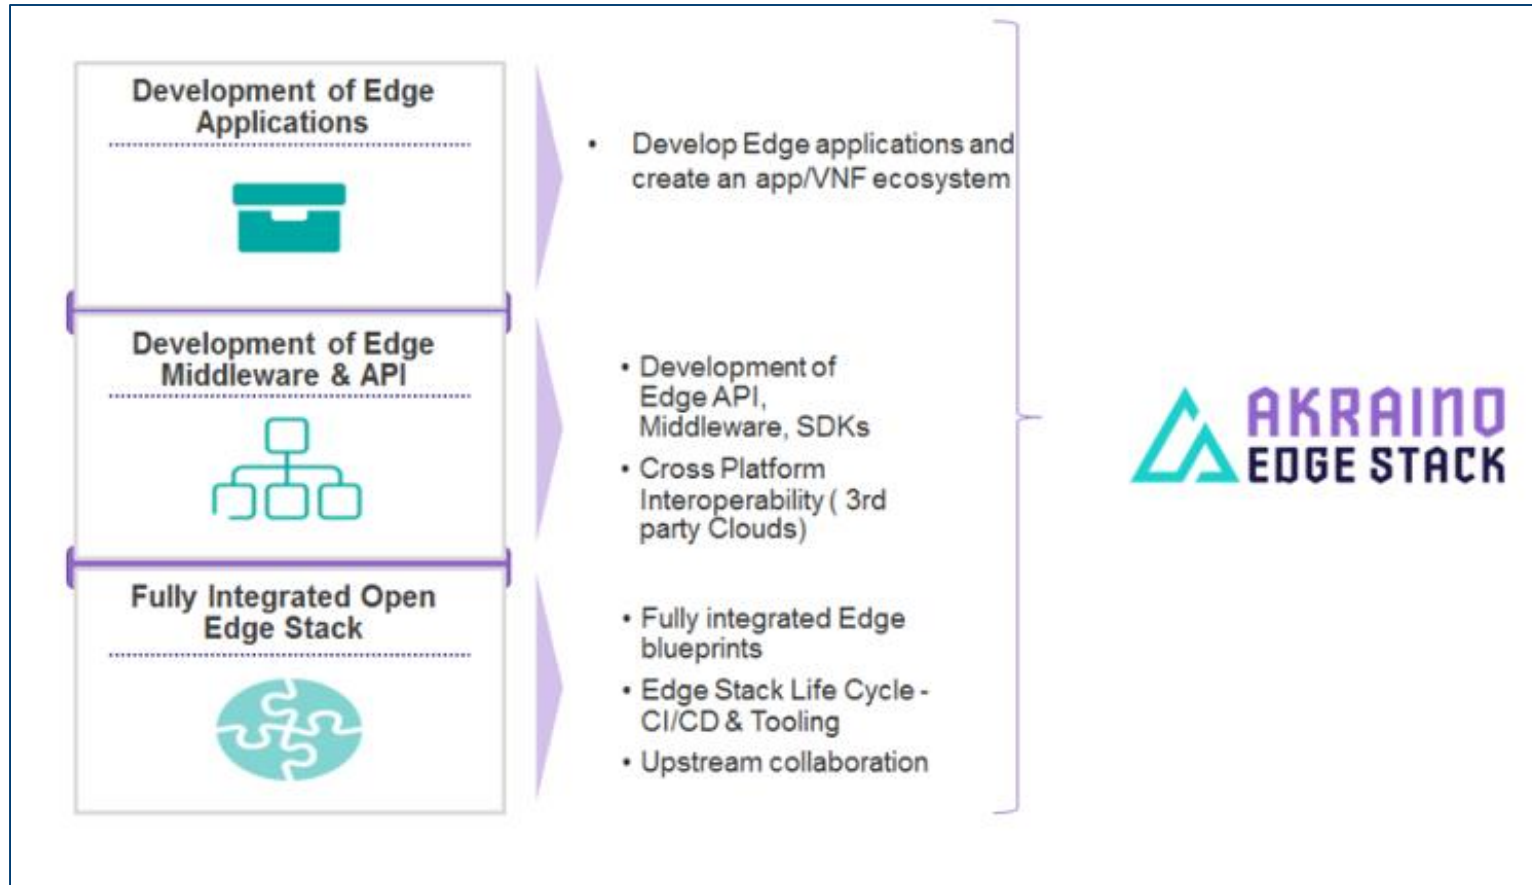 Development of Edge
Applications
• Develop Edge applications and
create an app/VNF ecosystem
Development of Edge
Middleware & API
• Development of
Edge API,
Middleware, SDKs
• Cross Platform
Interoperability ( 3rd
party Clouds)
Fully Integrated Open
Edge Stack
• Fully integrated Edge
blueprints
• Edge Stack Life Cycle -
CI/CD & Tooling
• Upstream collaboration
AKRAINO
EDGE STACK